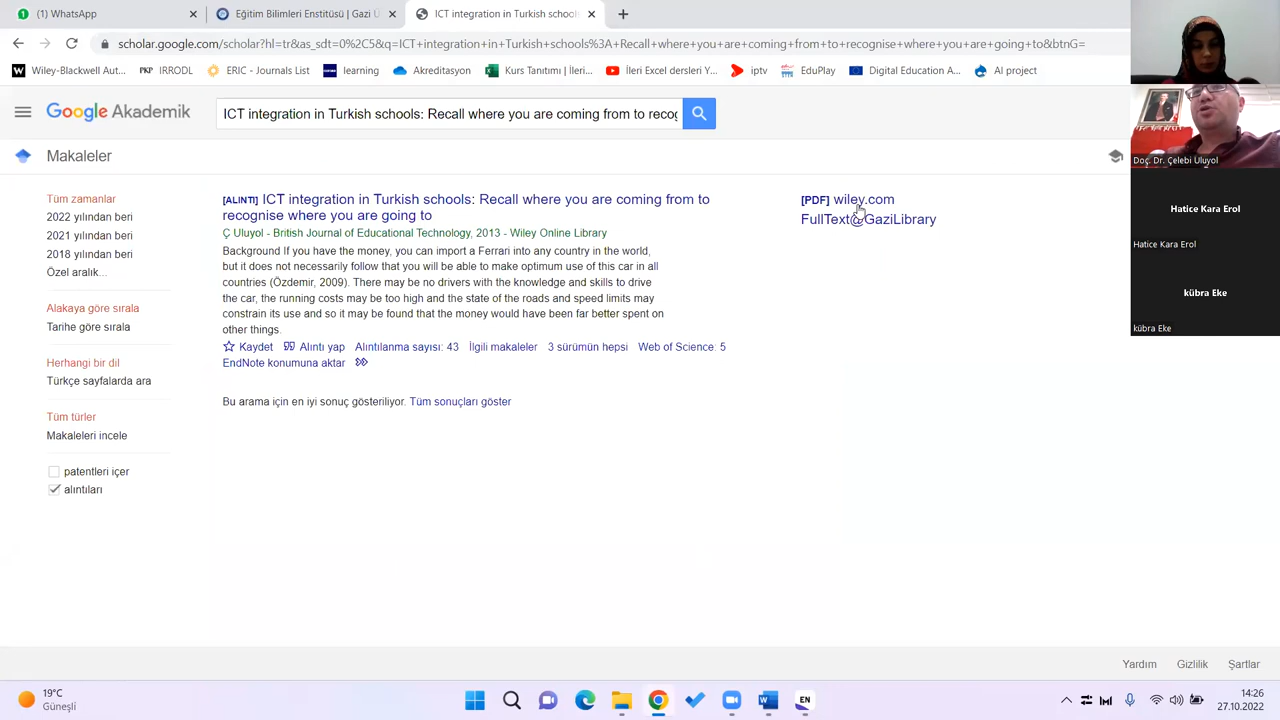 (1) WhatsApp
Eğitim Bilimleri Enstitüsü | Gazi Ü
ICT integration in Turkish school
scholar.google.com/scholar?hl=tr&as_sdt=0%2C5&q=ICT+integration+in+Turkish+schools%3A+Recall+where+you+are+coming+from+to+recognise+where+you+are+going+to&btnG=
Wiley-Blackwell Aut...
PKP IRRODL
ERIC - Journals List
learning
Akreditasyon
Kurs Tanıtımı | İleri...
İleri Excel dersleri Y...
iptv
EduPlay
Digital Education A...
AI project
Google Akademik
ICT integration in Turkish schools: Recall where you are coming from to recog
Makaleler
Tüm zamanlar
2022 yılından beri
2021 yılından beri
2018 yılından beri
Özel aralık...
Alakaya göre sırala
Tarihe göre sırala
Herhangi bir dil
Türkçe sayfalarda ara
Tüm türler
Makaleleri incele
patentleri içer
alıntıları
[ALINTI] ICT integration in Turkish schools: Recall where you are coming from to
recognise where you are going to
Ç Uluyol - British Journal of Educational Technology, 2013 - Wiley Online Library
Background If you have the money, you can import a Ferrari into any country in the world,
but it does not necessarily follow that you will be able to make optimum use of this car in all
countries (Özdemir, 2009). There may be no drivers with the knowledge and skills to drive
the car, the running costs may be too high and the state of the roads and speed limits may
constrain its use and so it may be found that the money would have been far better spent on
other things.
Kaydet Alıntı yap Alıntılanma sayısı: 43 İlgili makaleler 3 sürümün hepsi Web of Science: 5
EndNote konumuna aktar
Bu arama için en iyi sonuç gösteriliyor. Tüm sonuçları göster
[PDF] wiley.com
FullText@GaziLibrary
Doç. Dr. Çelebi Uluyol
Hatice Kara Erol
Hatice Kara Erol
kübra Eke
kübra Eke
Yardım Gizlilik Şartlar
19°C
Güneşli
EN
14:26
27.10.2022